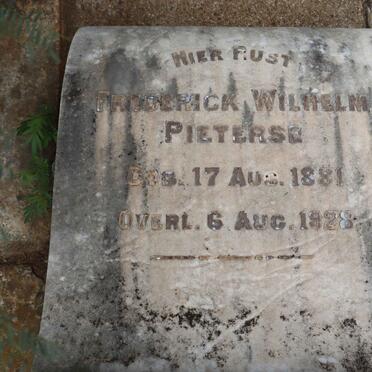 HIER RUST
FREDERICK WILHELM
PIETERSE
GEB. 17 AUG. 1881
OVERL. 6 AUG. 1928